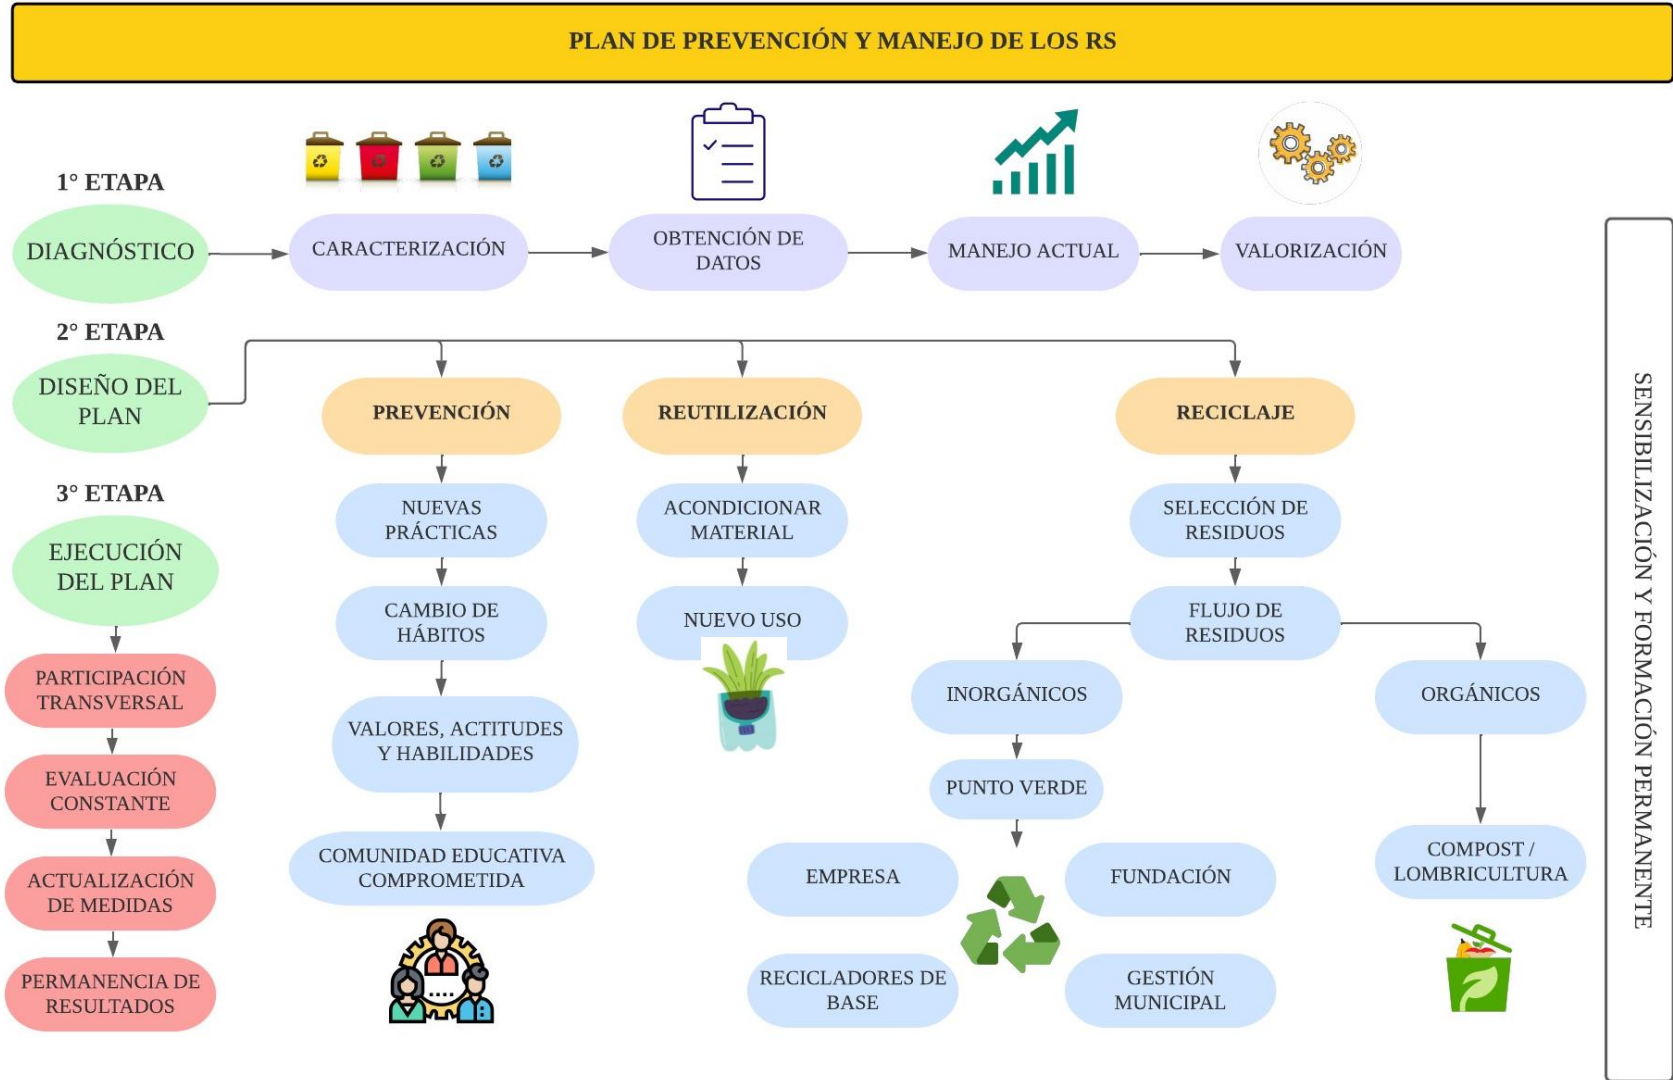 PLAN DE PREVENCIÓN Y MANEJO DE LOS RS
1° ETAPA
DIAGNÓSTICO
CARACTERIZACIÓN
OBTENCIÓN DE
DATOS
MANEJO ACTUAL
VALORIZACIÓN
2° ETAPA
DISEÑO DEL
PLAN
PREVENCIÓN
REUTILIZACIÓN
RECICLAJE
3° ETAPA
EJECUCIÓN
DEL PLAN
PARTICIPACIÓN
TRANSVERSAL
EVALUACIÓN
CONSTANTE
ACTUALIZACIÓN
DE MEDIDAS
PERMANENCIA DE
RESULTADOS
NUEVAS
PRÁCTICAS
CAMBIO DE
HÁBITOS
VALORES, ACTITUDES
Y HABILIDADES
COMUNIDAD EDUCATIVA
COMPROMETIDA
ACONDICIONAR
MATERIAL
NUEVO USO
SELECCIÓN DE
RESIDUOS
FLUJO DE
RESIDUOS
INORGÁNICOS
PUNTO VERDE
EMPRESA
FUNDACIÓN
RECICLADORES DE
BASE
GESTIÓN
MUNICIPAL
ORGÁNICOS
COMPOST /
LOMBRICULTURA
SENSIBILIZACIÓN Y FORMACIÓN PERMANENTE